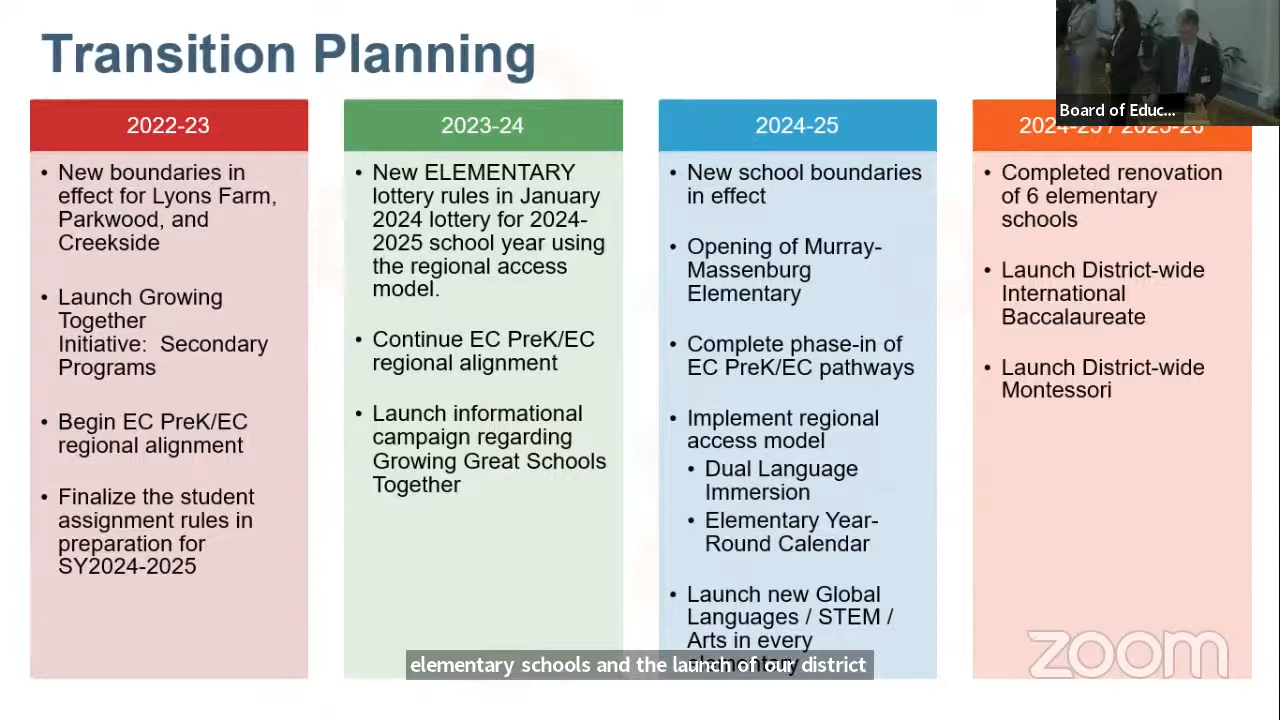 Transition Planning
Board of Educ...
2022-23
• New boundaries in
effect for Lyons Farm,
Parkwood, and
Creekside
• Launch Growing
Together
Initiative: Secondary
Programs
• Begin EC PreK/EC
regional alignment
• Finalize the student
assignment rules in
preparation for
SY2024-2025
2023-24
• New ELEMENTARY
lottery rules in January
2024 lottery for 2024-
2025 school year using
the regional access
model.
• Continue EC PreK/EC
regional alignment
• Launch informational
campaign regarding
Growing Great Schools
Together
2024-25
• New school boundaries
in effect
• Opening of Murray-
Massenburg
Elementary
• Complete phase-in of
EC PreK/EC pathways
• Implement regional
access model
• Dual Language
Immersion
• Elementary Year-
Round Calendar
• Launch new Global
Languages / STEM /
Arts in every
elementary
2024-25 / 2025-26
• Completed renovation
of 6 elementary
schools
• Launch District-wide
International
Baccalaureate
• Launch District-wide
Montessori
elementary schools and the launch of our district
zoom